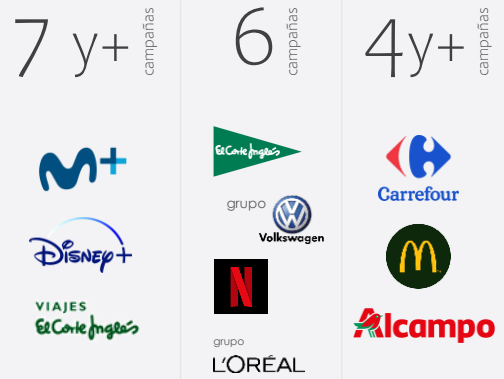 7 y+ campañas
M+
Disney+
VIAJES
El Corte Inglés
6 campañas
El Corte Inglés
grupo
VW
Volkswagen
N
grupo
L'ORÉAL
4y+ campañas
Carrefour
M
Alcampo